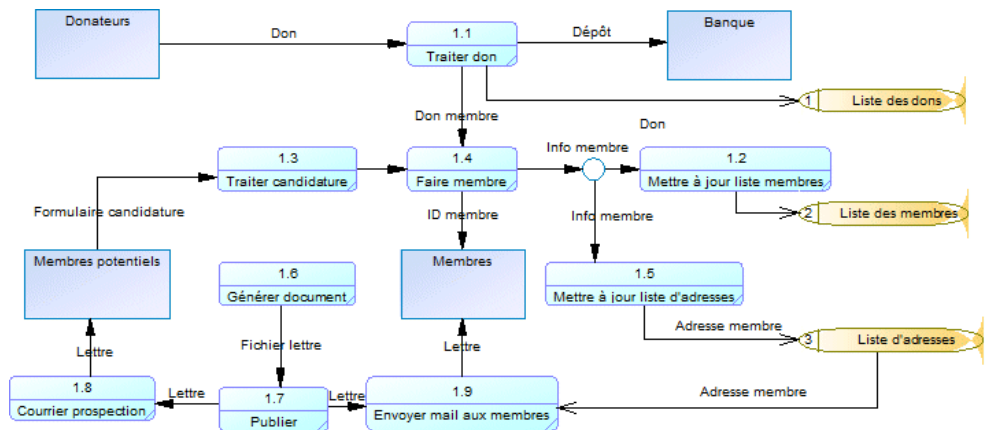 Donateurs
Don
1.1
Traiter don
Dépôt
Banque
1 Liste des dons
Don membre
Don
1.3
Traiter candidature
1.4
Faire membre
Info membre
1.2
Mettre à jour liste membres
Formulaire candidature
ID membre
Info membre
2 Liste des membres
Membres potentiels
1.6
Générer document
Membres
1.5
Mettre à jour liste d'adresses
Lettre
Fichier lettre
Lettre
Adresse membre
3 Liste d'adresses
1.8
Courrier prospection
Lettre
1.7
Publier
Lettre
1.9
Envoyer mail aux membres
Adresse membre